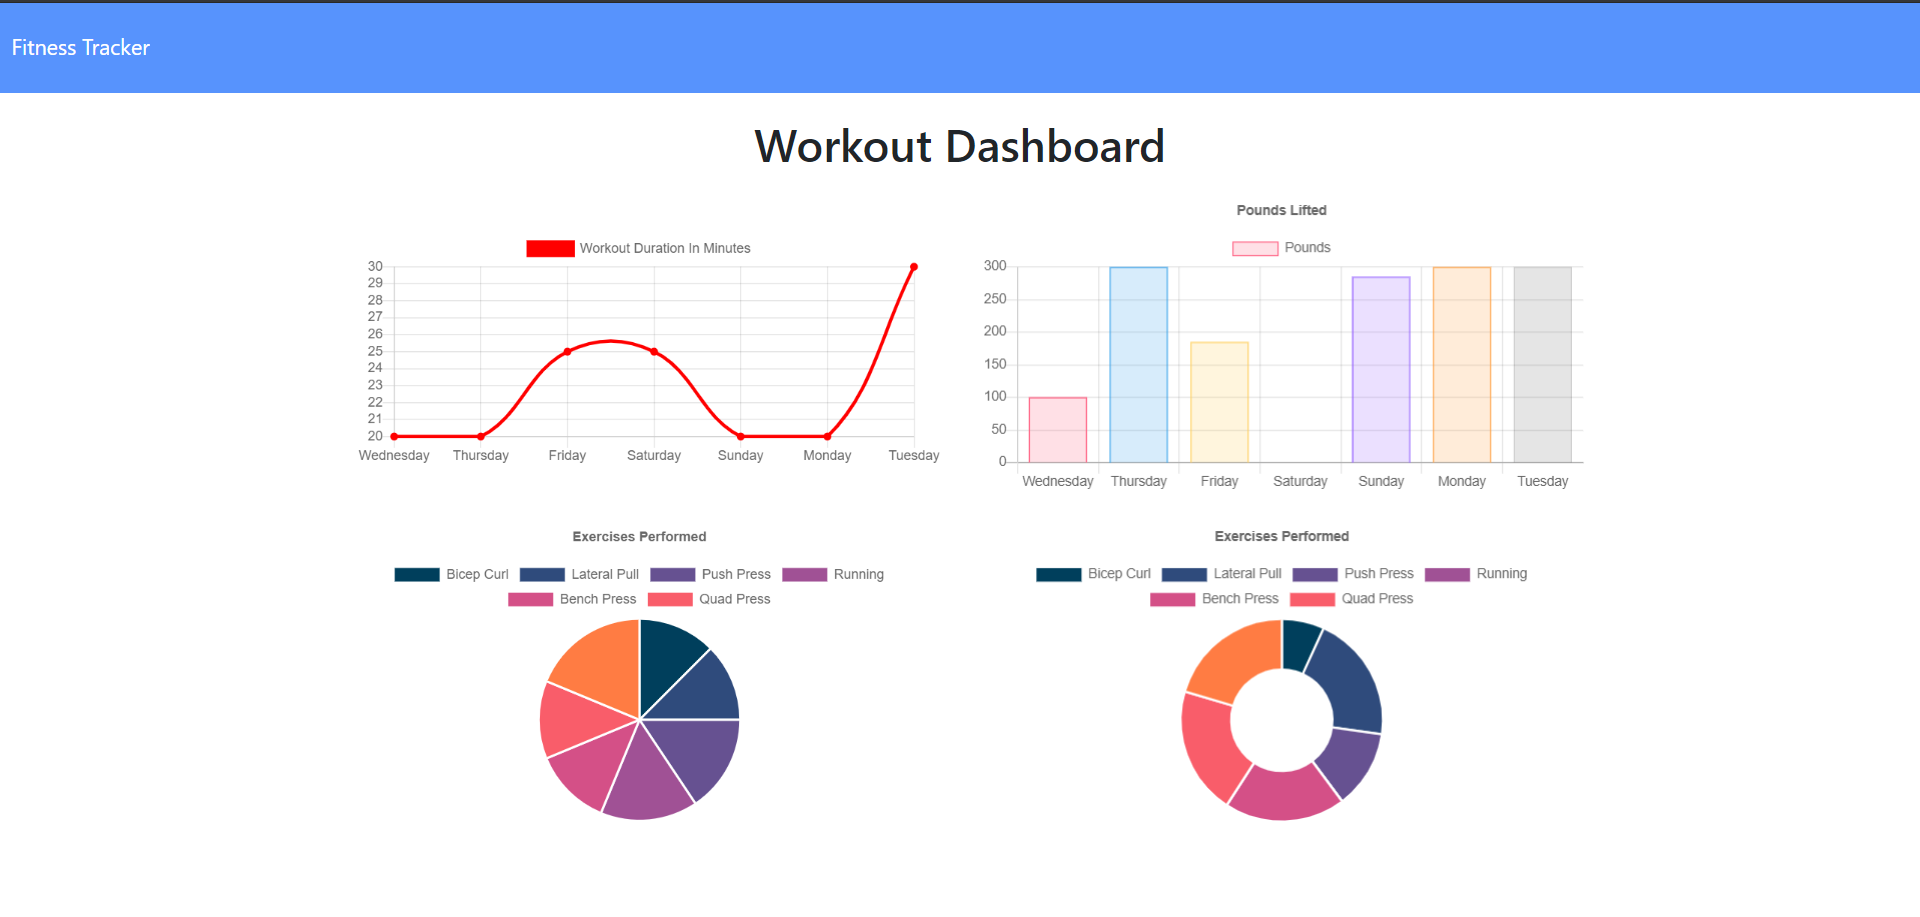 Fitness Tracker
Workout Dashboard
Workout Duration In Minutes
30
29
28
27
26
25
24
23
22
21
20
Wednesday Thursday Friday Saturday Sunday Monday Tuesday
Pounds Lifted
Pounds
300
250
200
150
100
50
0
Wednesday Thursday Friday Saturday Sunday Monday Tuesday
Exercises Performed
Bicep Curl Lateral Pull Push Press Running
Bench Press Quad Press
Exercises Performed
Bicep Curl Lateral Pull Push Press Running
Bench Press Quad Press